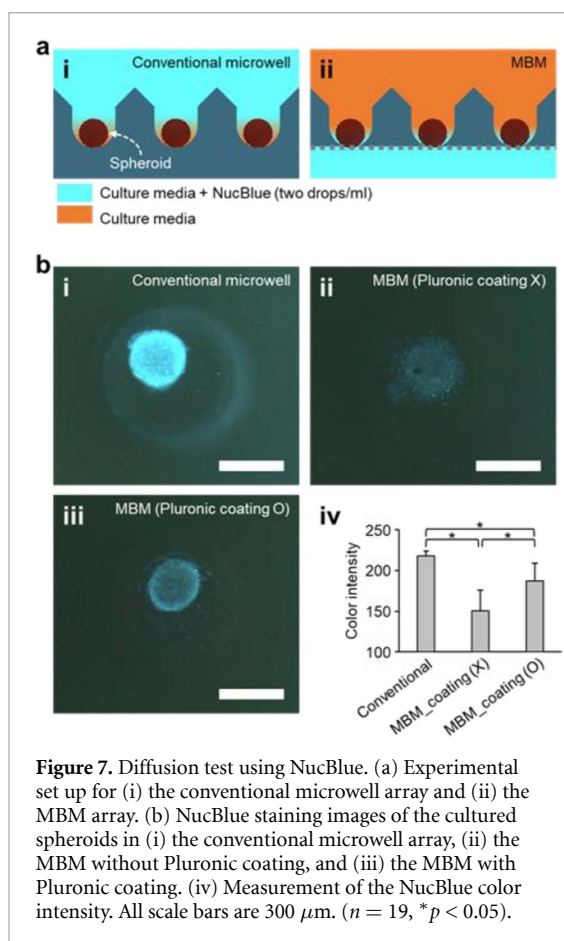 a
i
Conventional microwell
Spheroid
ii
MBM
Culture media + NucBlue (two drops/ml)
Culture media
b
i
Conventional microwell
ii
MBM (Pluronic coating X)
iii
MBM (Pluronic coating O)
iv
Color intensity
250
200
150
100
*
*
*
Conventional
MBM_coating (X)
MBM_coating (O)
Figure 7. Diffusion test using NucBlue. (a) Experimental
set up for (i) the conventional microwell array and (ii) the
MBM array. (b) NucBlue staining images of the cultured
spheroids in (i) the conventional microwell array, (ii) the
MBM without Pluronic coating, and (iii) the MBM with
Pluronic coating. (iv) Measurement of the NucBlue color
intensity. All scale bars are 300 μm. (n = 19, *p < 0.05).